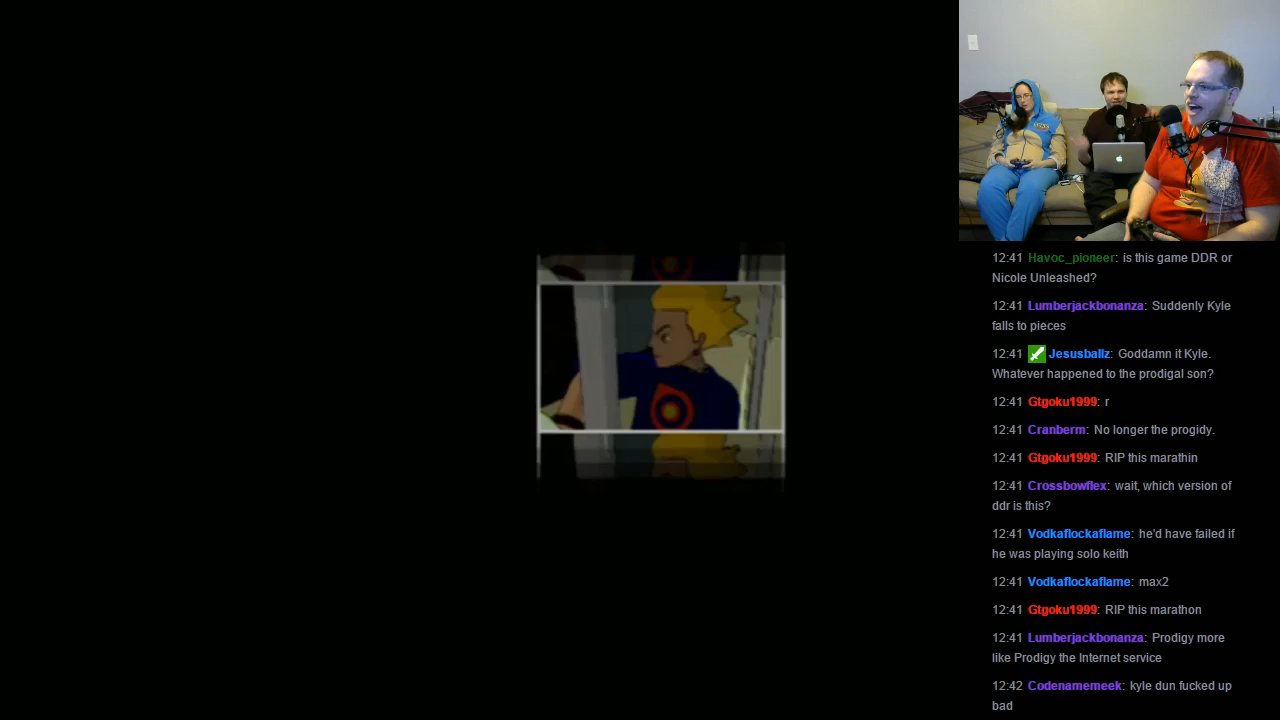 12:41 Havoc_pioneer: is this game DDR or
Nicole Unleashed?
12:41 Lumberjackbonanza: Suddenly Kyle
falls to pieces
12:41 Jesusballz: Goddamn it Kyle.
Whatever happened to the prodigal son?
12:41 Gtgoku1999: r
12:41 Cranberm: No longer the progidy.
12:41 Gtgoku1999: RIP this marathin
12:41 Crossbowflex: wait, which version of
ddr is this?
12:41 Vodkaflockaflame: he'd have failed if
he was playing solo keith
12:41 Vodkaflockaflame: max2
12:41 Gtgoku1999: RIP this marathon
12:41 Lumberjackbonanza: Prodigy more
like Prodigy the Internet service
12:42 Codenamemeek: kyle dun fucked up
bad